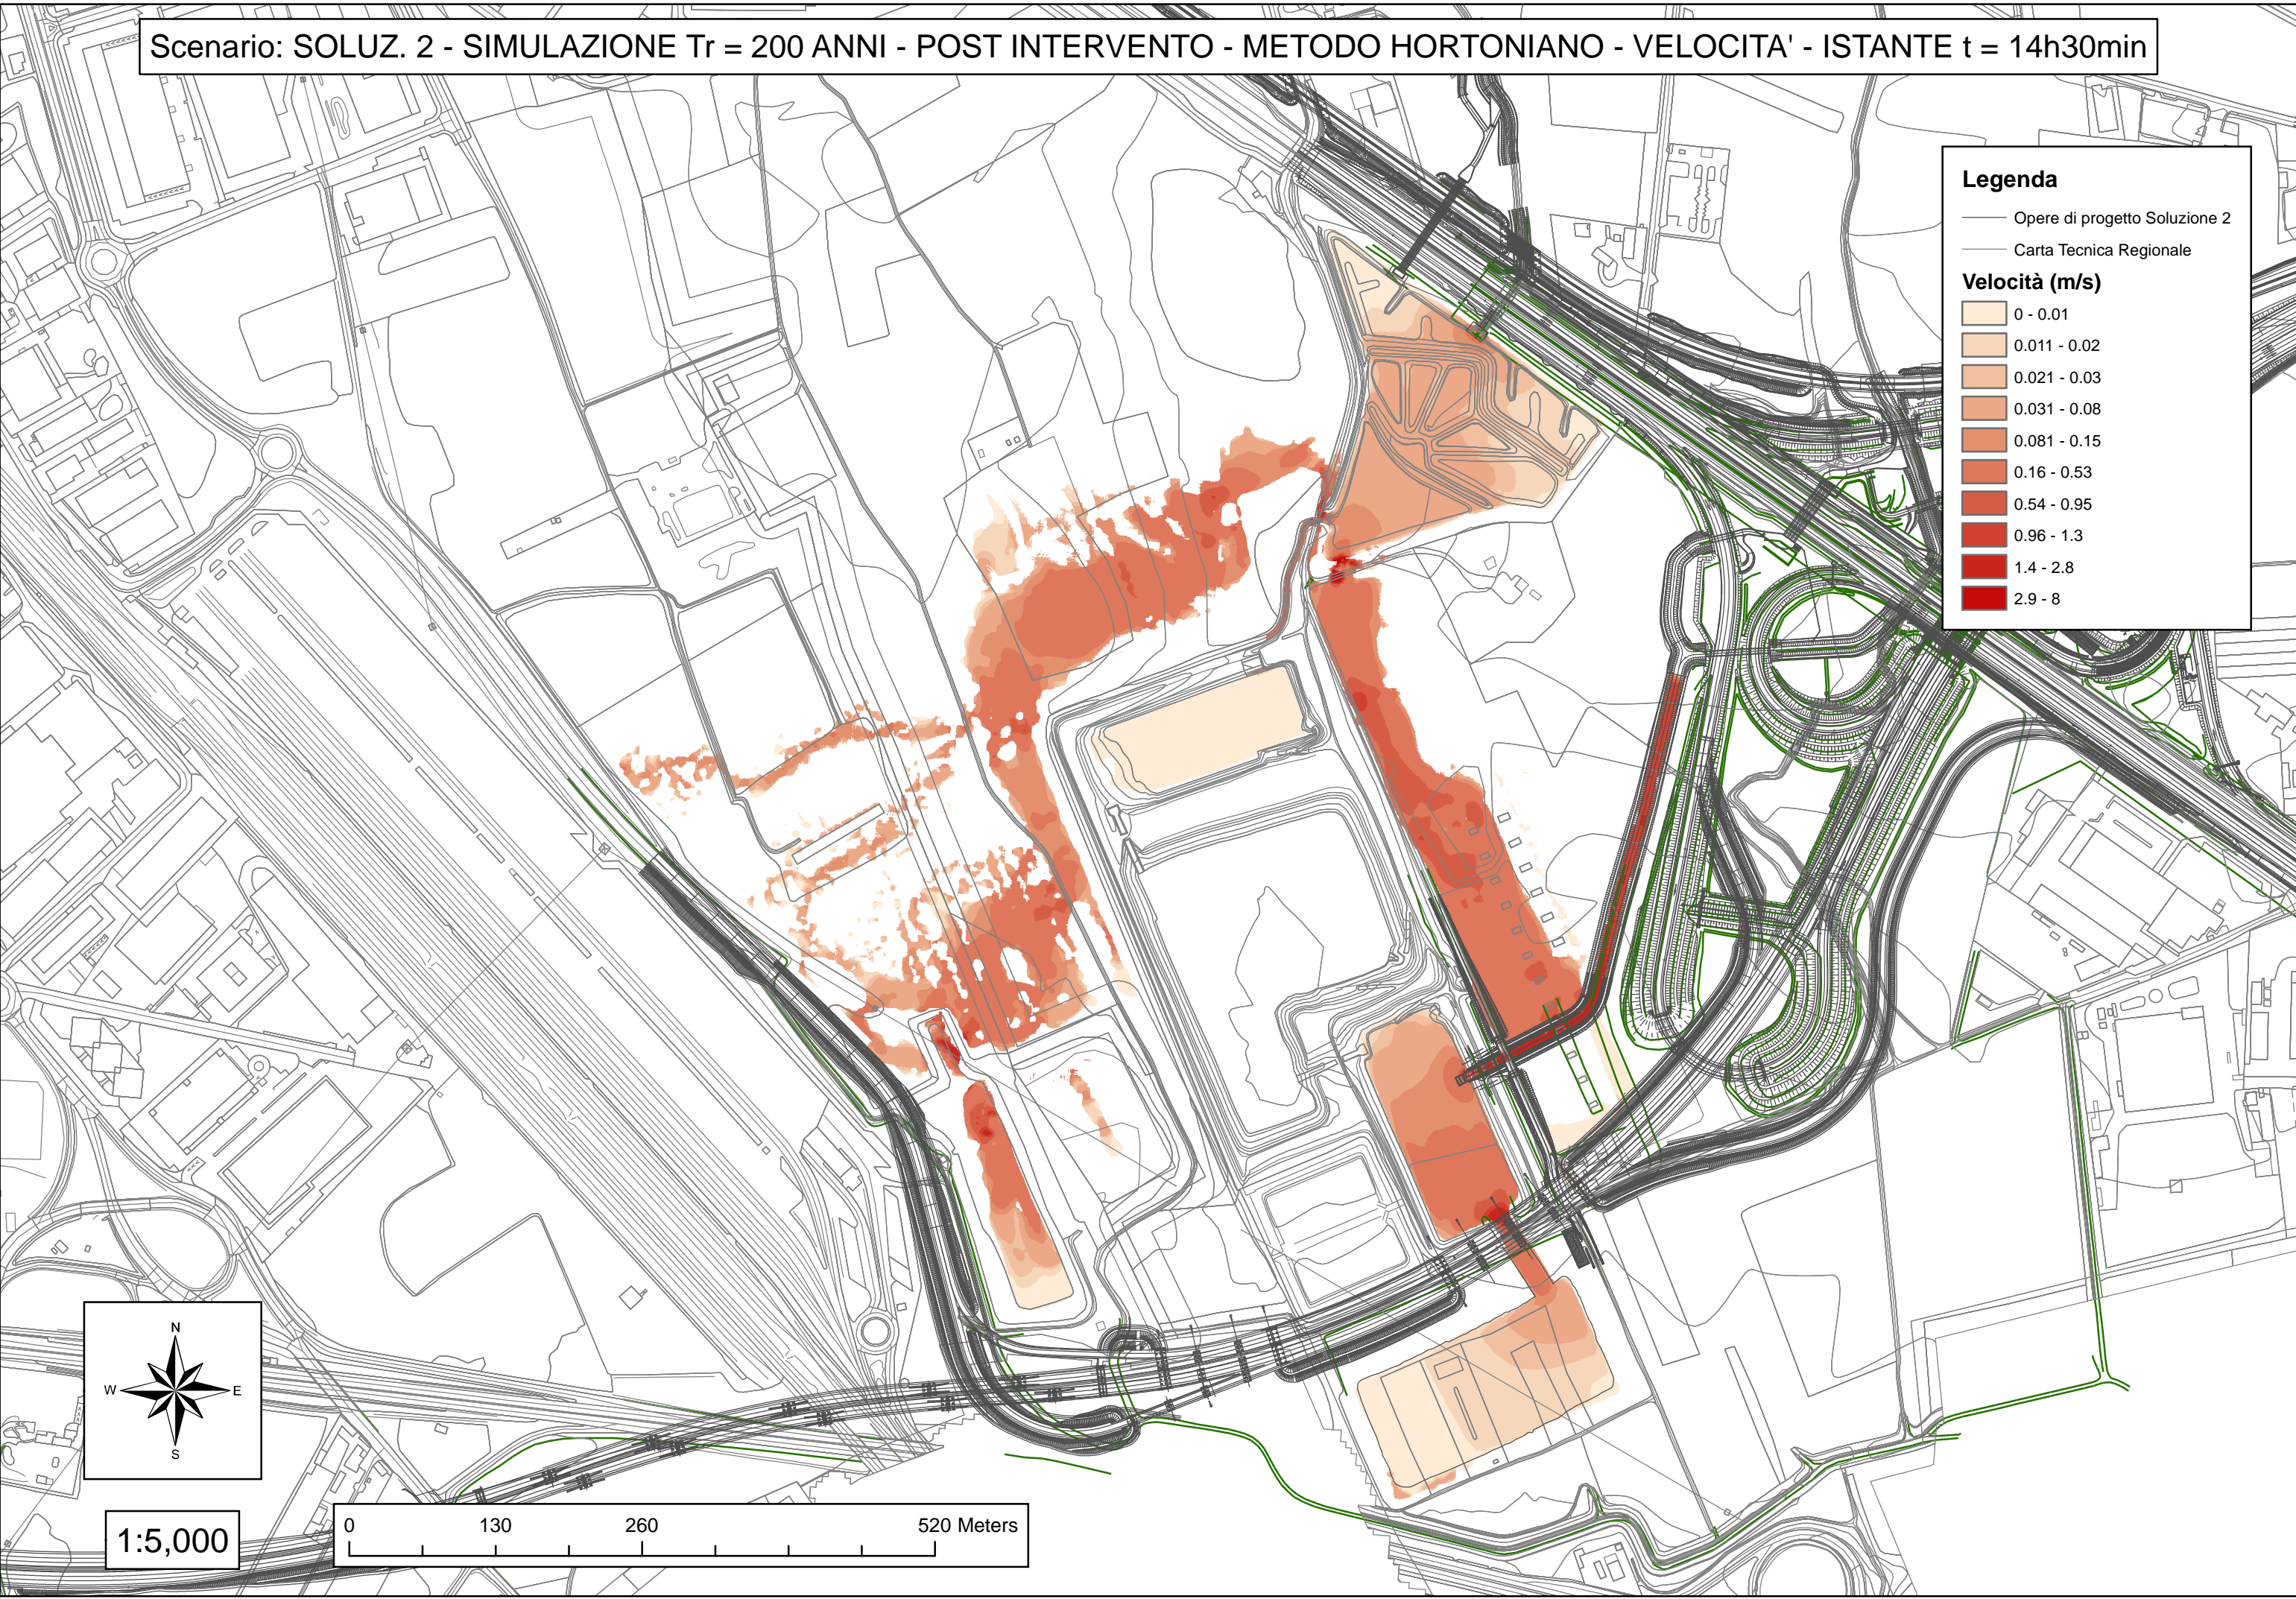 Scenario: SOLUZ. 2 - SIMULAZIONE Tr = 200 ANNI - POST INTERVENTO - METODO HORTONIANO - VELOCITA' - ISTANTE t = 14h30min
Legenda
Opere di progetto Soluzione 2
Carta Tecnica Regionale
Velocità (m/s)
0 - 0.01
0.011 - 0.02
0.021 - 0.03
0.031 - 0.08
0.081 - 0.15
0.16 - 0.53
0.54 - 0.95
0.96 - 1.3
1.4 - 2.8
2.9 - 8
N
W E
S
1:5,000
0 130 260 520 Meters